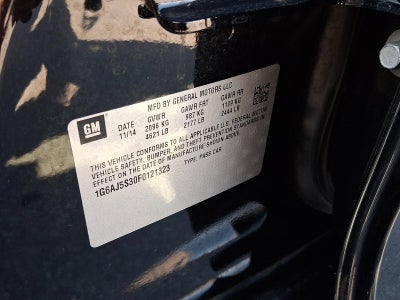 MFD BY GENERAL MOTORS LLC
GM
11/14
GVWR
2096 KG
4621 LB
GAWR FRT
987 KG
2177 LB
GAWR RR
1109 KG
2444 LB
THIS VEHICLE CONFORMS TO ALL APPLICABLE U.S. FEDERAL MOTOR
VEHICLE SAFETY, BUMPER, AND THEFT PREVENTION STANDARDS IN
EFFECT ON THE DATE OF MANUFACTURE SHOWN ABOVE.
1G6AJ5S30F0121323
TYPE: PASS CAR